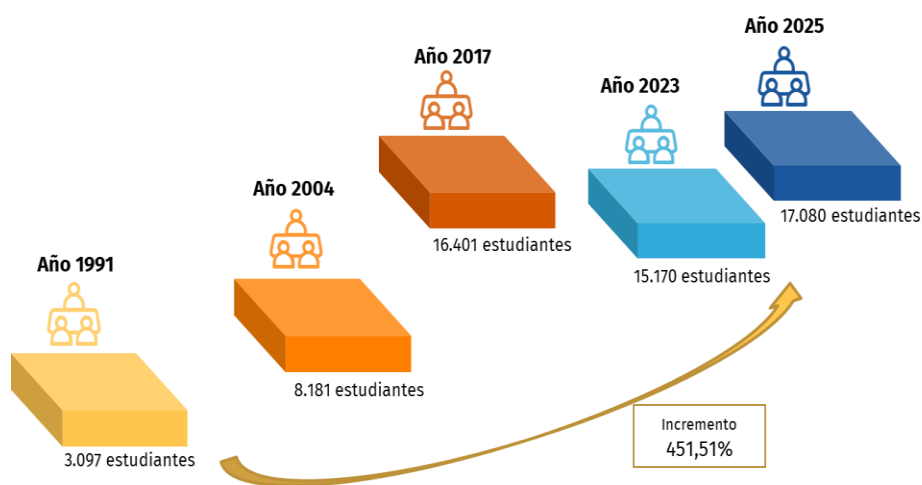 Año 1991
3.097 estudiantes
Año 2004
8.181 estudiantes
Año 2017
16.401 estudiantes
Año 2023
15.170 estudiantes
Año 2025
17.080 estudiantes
Incremento
451,51%